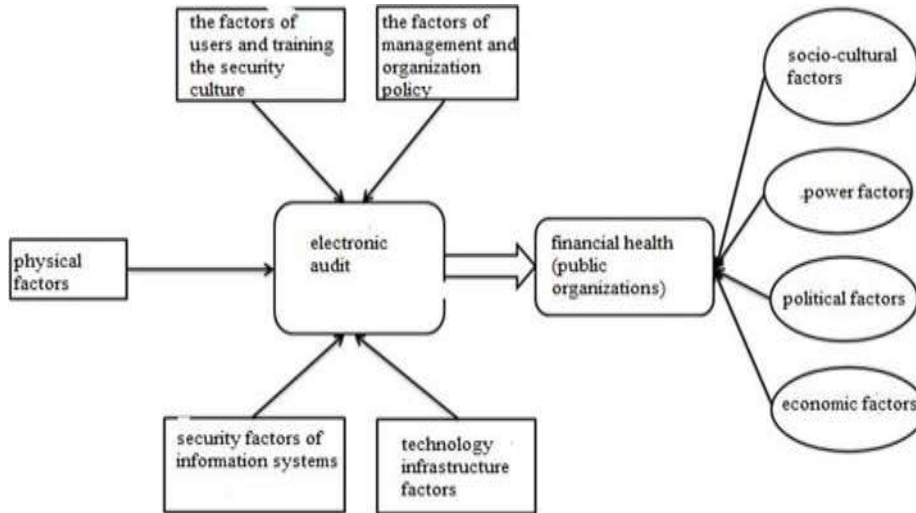 the factors of
users and training
the security
culture
the factors of
management and
organization
policy
socio-cultural
factors
.power factors
physical
factors
electronic
audit
financial health
(public
organizations)
political factors
economic factors
security factors of
information systems
technology
infrastructure
factors